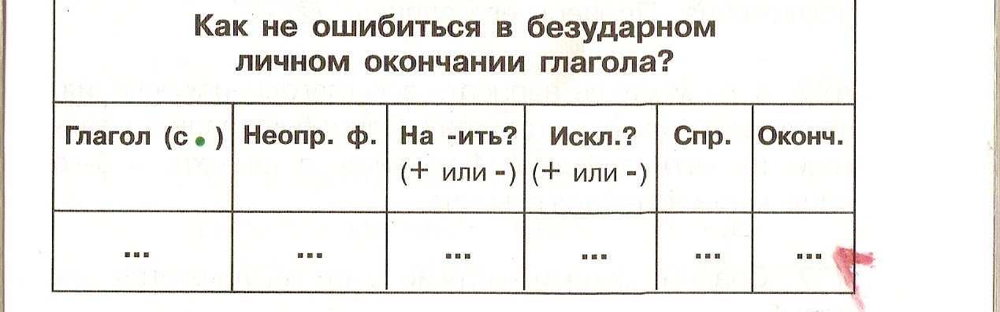 Как не ошибиться в безударном
личном окончании глагола?
Глагол (с • ) Неопр. ф. На -ить? Искл.? Спр. Оконч.
(+ или -) (+ или -)
... ... ... ... ... ...